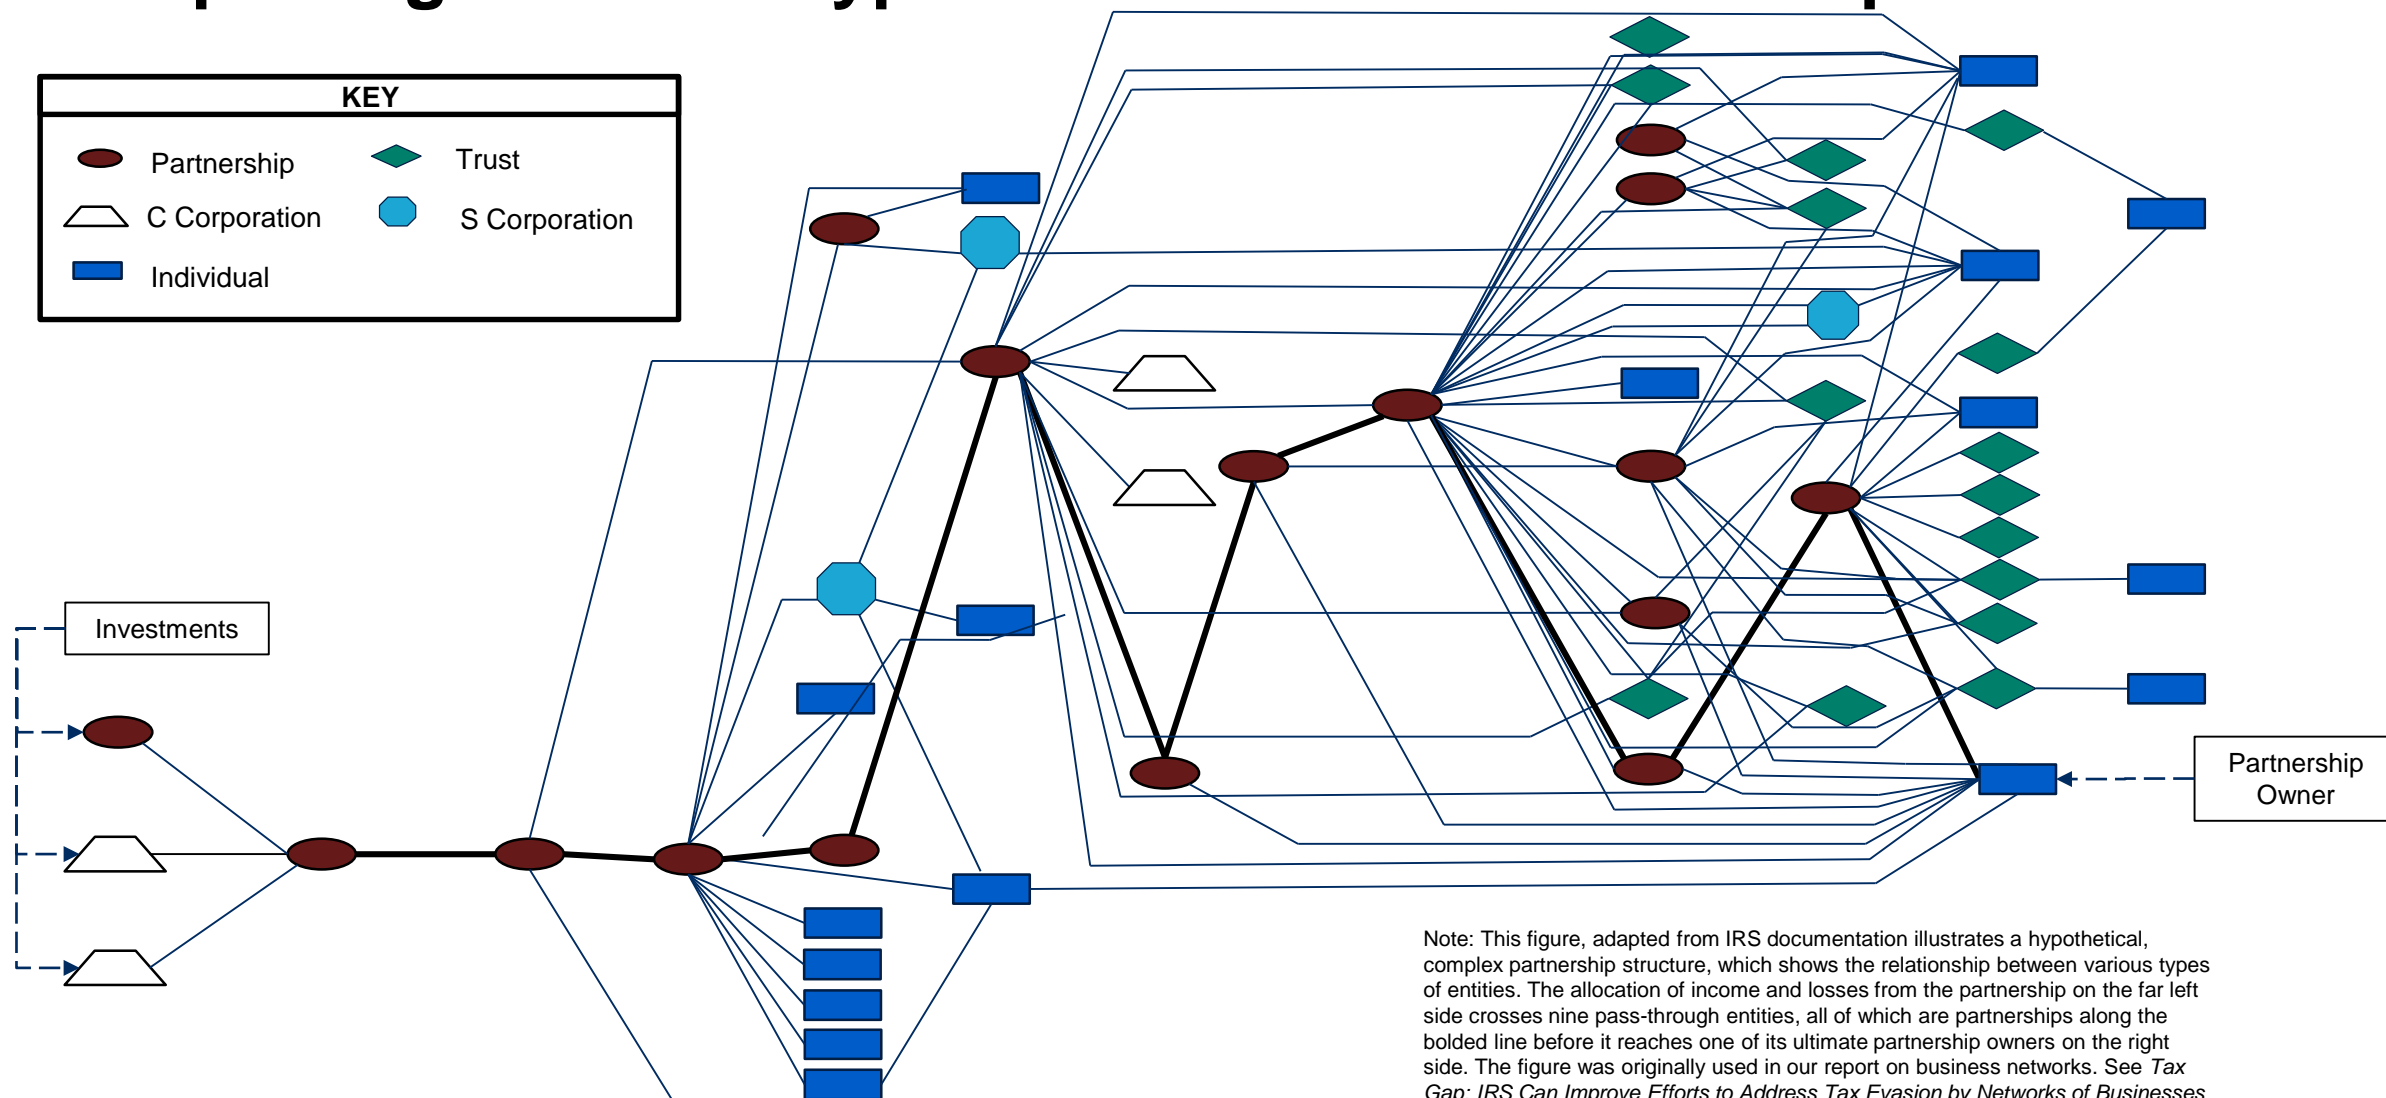 KEY
Partnership
Trust
C Corporation
S Corporation
Individual
Investments
Partnership
Owner
Note: This figure, adapted from IRS documentation illustrates a hypothetical,
complex partnership structure, which shows the relationship between various types
of entities. The allocation of income and losses from the partnership on the far left
side crosses nine pass-through entities, all of which are partnerships along the
bolded line before it reaches one of its ultimate partnership owners on the right
side. The figure was originally used in our report on business networks. See Tax
Gap: IRS Can Improve Efforts to Address Tax Evasion by Networks of Businesses